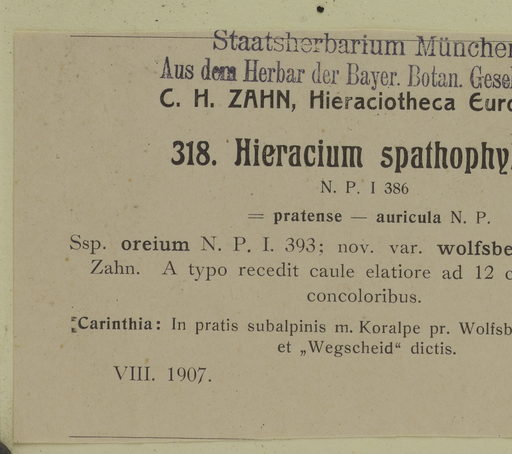 Staatsherbarium Münche
Aus dem Herbar der Bayer. Botan. Gese
C. H. ZAHN, Hieraciotheca Euro
318. Hieracium spathophy
N. P. I 386
= pratense — auricula N. P.
Ssp. oreium N. P. I. 393; nov. var. wolfsbe
Zahn. A typo recedit caule elatiore ad 12 c
concoloribus.
Carinthia: In pratis subalpinis m. Koralpe pr. Wolfsb
et „Wegscheid“ dictis.
VIII. 1907.